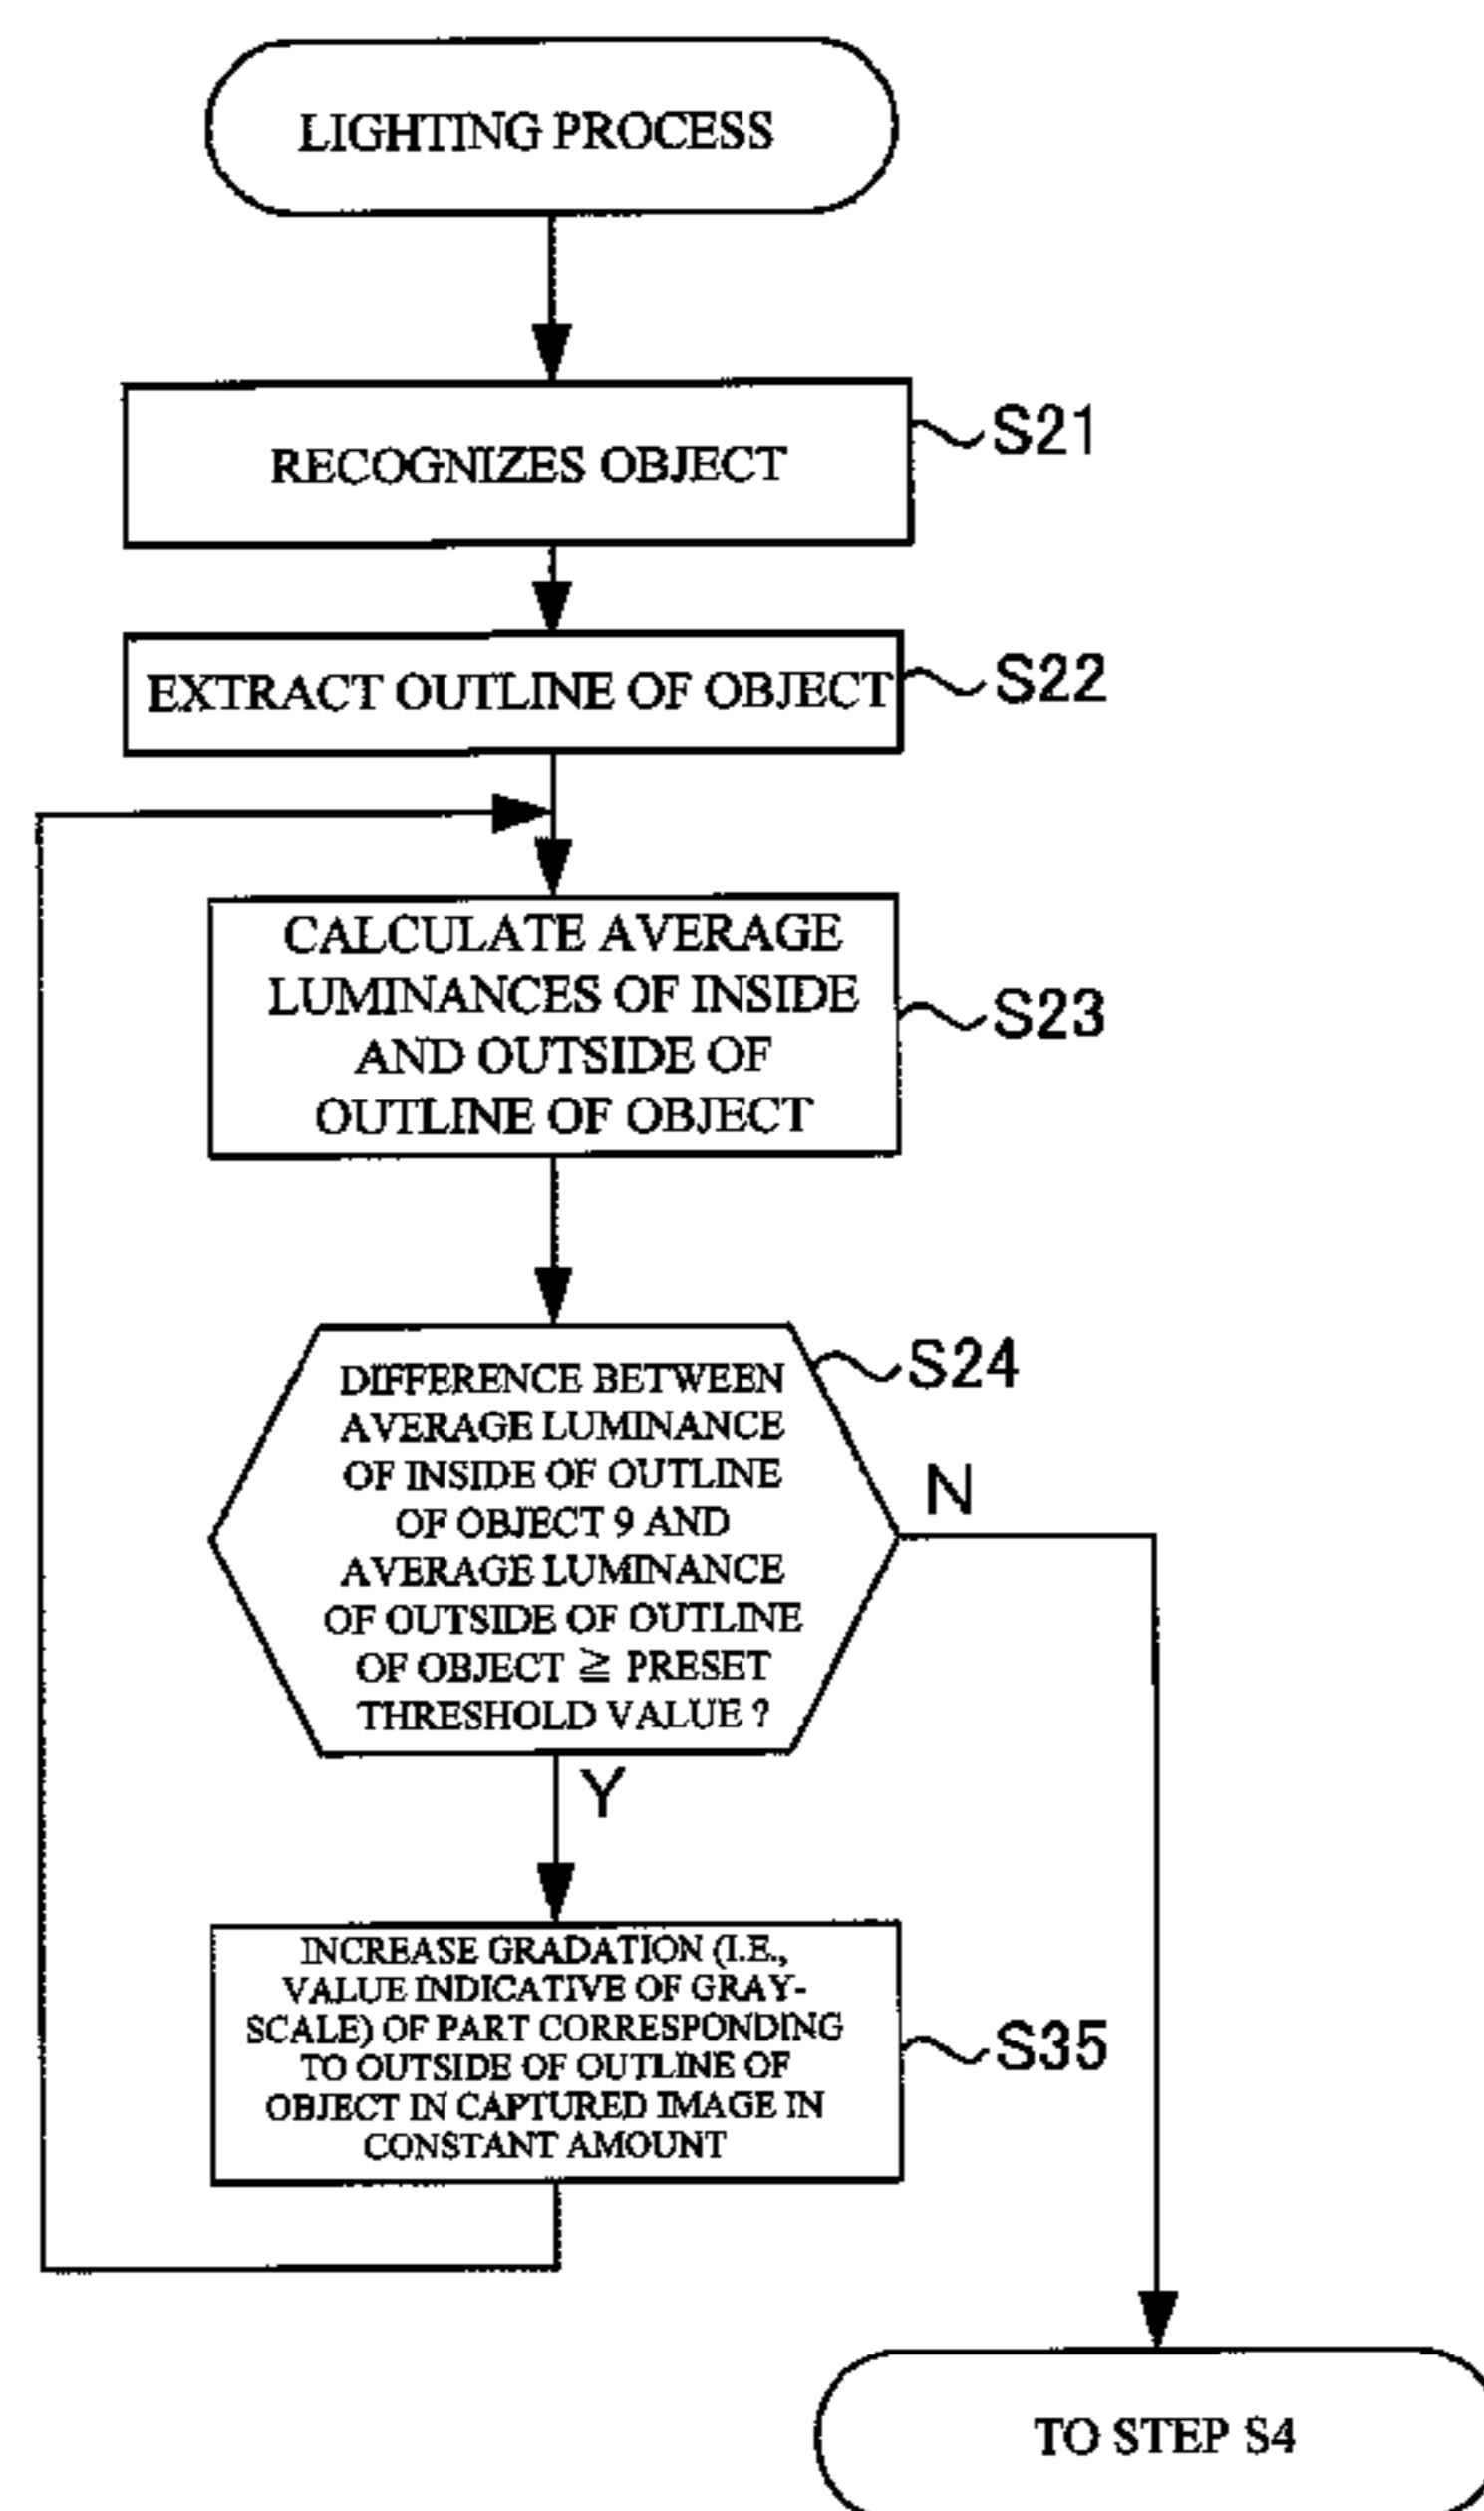 LIGHTING PROCESS
RECOGNIZES OBJECT
S21
EXTRACT OUTLINE OF OBJECT
S22
CALCULATE AVERAGE
LUMINANCES OF INSIDE
AND OUTSIDE OF
OUTLINE OF OBJECT
S23
DIFFERENCE BETWEEN
AVERAGE LUMINANCE
OF INSIDE OF OUTLINE
OF OBJECT 9 AND
AVERAGE LUMINANCE
OF OUTSIDE OF OUTLINE
OF OBJECT ≧ PRESET
THRESHOLD VALUE ?
S24
N
Y
INCREASE GRADATION (I.E.,
VALUE INDICATIVE OF GRAY-
SCALE) OF PART CORRESPONDING
TO OUTSIDE OF OUTLINE OF
OBJECT IN CAPTURED IMAGE IN
CONSTANT AMOUNT
S35
TO STEP S4